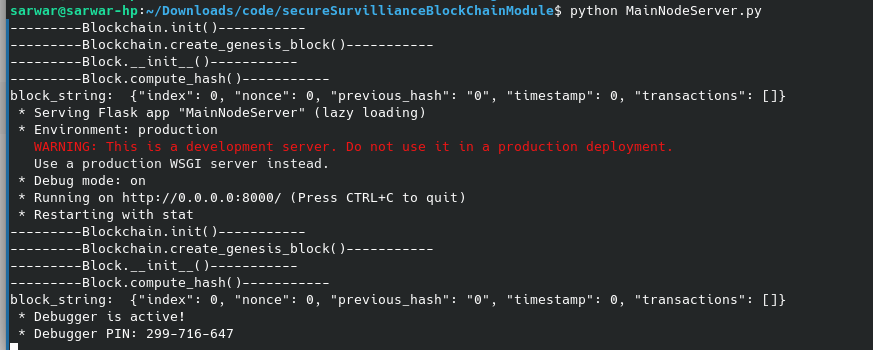 sarwar@sarwar-hp:~/Downloads/code/secureSurvillianceBlockChainModule$ python MainNodeServer.py
---------Blockchain.init()-----------
---------Blockchain.create_genesis_block()-----------
---------Block.__init__()-----------
---------Block.compute_hash()-----------
block_string:  {"index": 0, "nonce": 0, "previous_hash": "0", "timestamp": 0, "transactions": []}
 * Serving Flask app "MainNodeServer" (lazy loading)
 * Environment: production
   WARNING: This is a development server. Do not use it in a production deployment.
   Use a production WSGI server instead.
 * Debug mode: on
 * Running on http://0.0.0.0:8000/ (Press CTRL+C to quit)
 * Restarting with stat
---------Blockchain.init()-----------
---------Blockchain.create_genesis_block()-----------
---------Block.__init__()-----------
---------Block.compute_hash()-----------
block_string:  {"index": 0, "nonce": 0, "previous_hash": "0", "timestamp": 0, "transactions": []}
 * Debugger is active!
 * Debugger PIN: 299-716-647